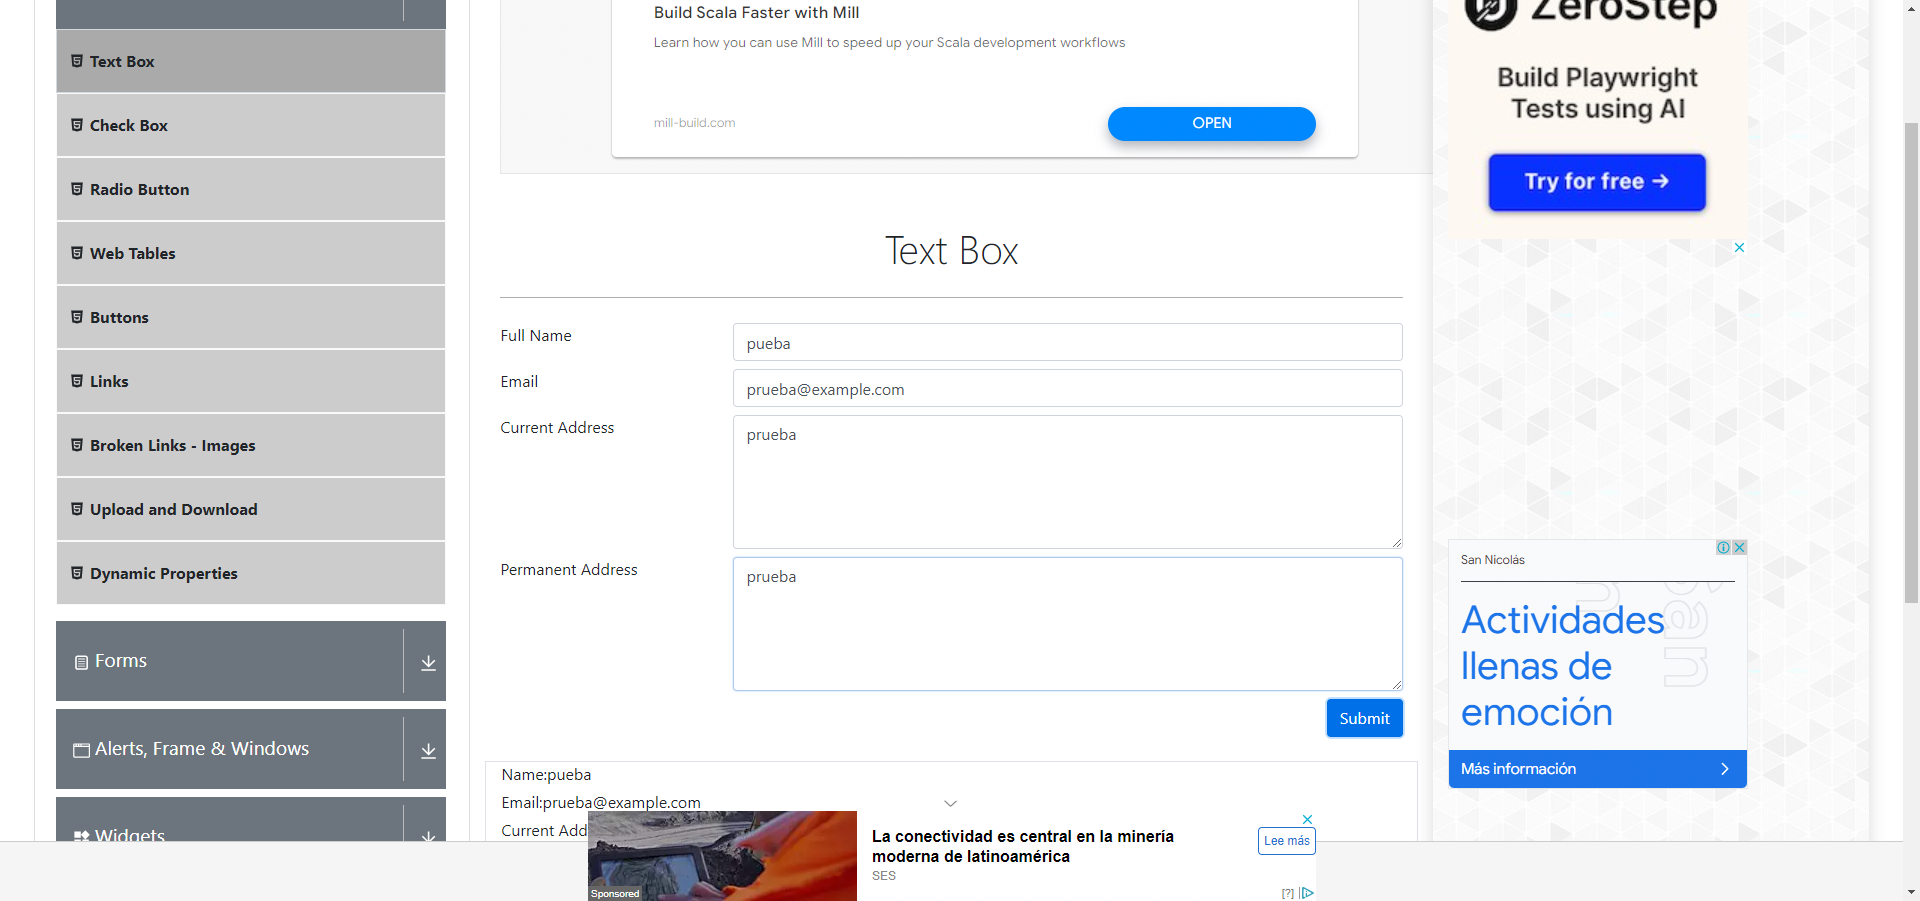 Build Scala Faster with Mill
Learn how you can use Mill to speed up your Scala development workflows
mill-build.com
OPEN
ZeroStep
Build Playwright
Tests using AI
Try for free →
Text Box
Check Box
Radio Button
Web Tables
Buttons
Links
Broken Links - Images
Upload and Download
Dynamic Properties
Forms
Alerts, Frame & Windows
Widgets
Text Box
Full Name
pueba
Email
prueba@example.com
Current Address
prueba
Permanent Address
prueba
Submit
Name:pueba
Email:prueba@example.com
Current Add
San Nicolás
Actividades
llenas de
emoción
Más información
La conectividad es central en la minería
moderna de latinoamérica
SES
Lee más
Sponsored
[?]